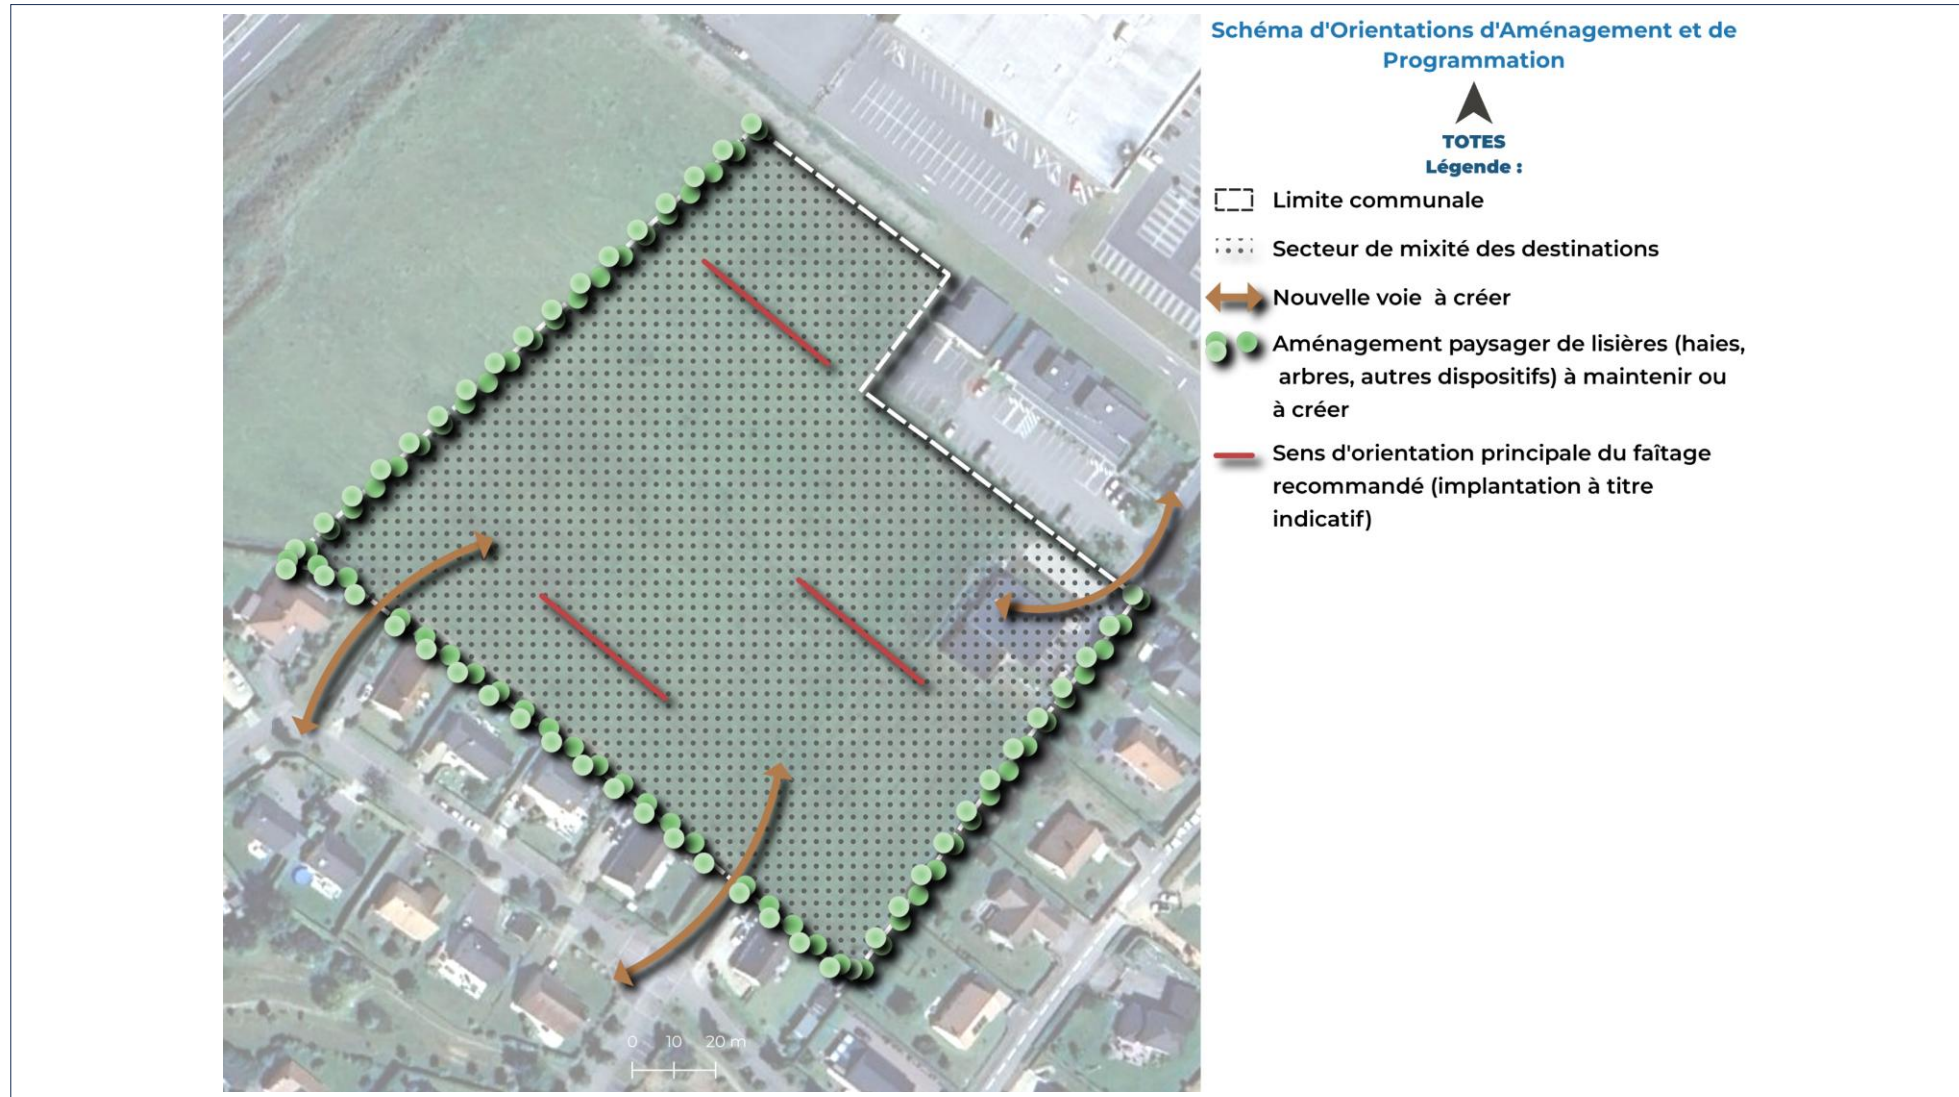 Schéma d'Orientations d'Aménagement et de
Programmation
TOTES
Légende :
Limite communale
Secteur de mixité des destinations
Nouvelle voie à créer
Aménagement paysager de lisières (haies,
arbres, autres dispositifs) à maintenir ou
à créer
Sens d'orientation principale du faîtage
recommandé (implantation à titre
indicatif)
0 10 20 m